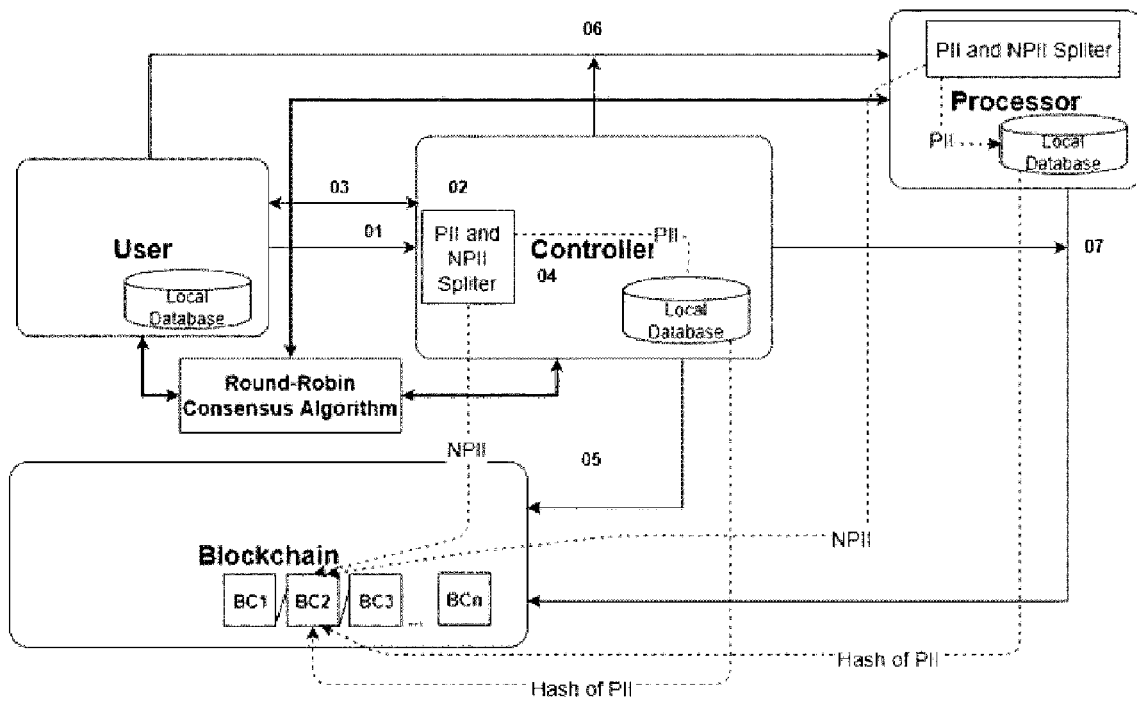 06
PII and NPII Spliter
Processor
PII
Local
Database
03
02
01
User
Local
Database
PII and
NPII
Spliter
PII
Controller
04
Local
Database
07
Round-Robin
Consensus Algorithm
NPII
05
NPII
Blockchain
BC1
BC2
BC3
...
BCn
Hash of PII
Hash of PII